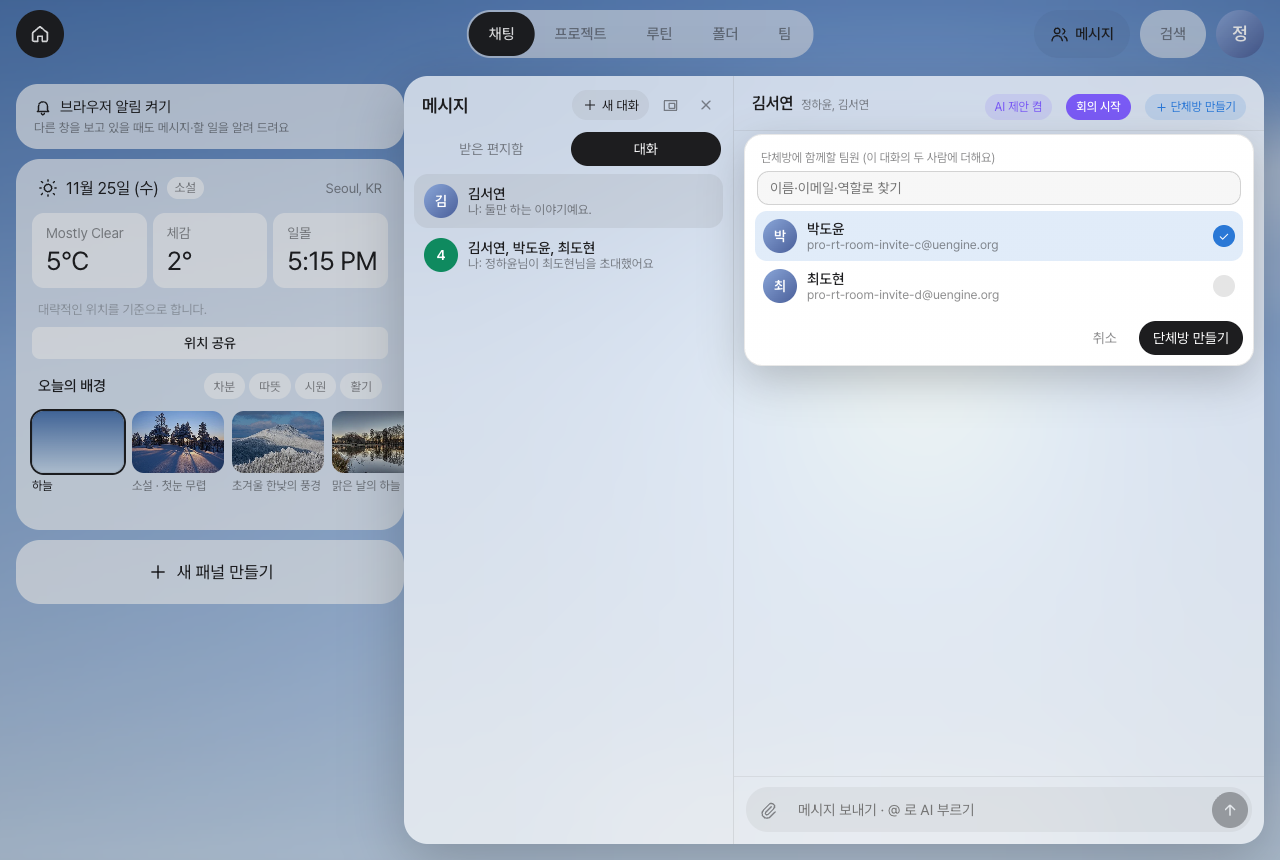 채팅
프로젝트
루틴
폴더
팀
메시지
검색
정
브라우저 알림 켜기
다른 창을 보고 있을 때도 메시지·할 일을 알려 드려요
11월 25일 (수)
소설
Seoul, KR
Mostly Clear
5°C
체감
2°
일몰
5:15 PM
대략적인 위치를 기준으로 합니다.
위치 공유
오늘의 배경
차분
따뜻
시원
활기
하늘
소설 · 첫눈 무렵
초겨울 한낮의 풍경
맑은 날의 하늘
새 패널 만들기
메시지
새 대화
받은 편지함
대화
김
김서연
나: 둘만 하는 이야기예요.
4
김서연, 박도윤, 최도현
나: 정하윤님이 최도현님을 초대했어요
김서연
정하윤, 김서연
AI 제안 켬
회의 시작
+ 단체방 만들기
단체방에 함께할 팀원 (이 대화의 두 사람에 더해요)
이름·이메일·역할로 찾기
박
박도윤
pro-rt-room-invite-c@uengine.org
최
최도현
pro-rt-room-invite-d@uengine.org
취소
단체방 만들기
메시지 보내기 · @ 로 AI 부르기